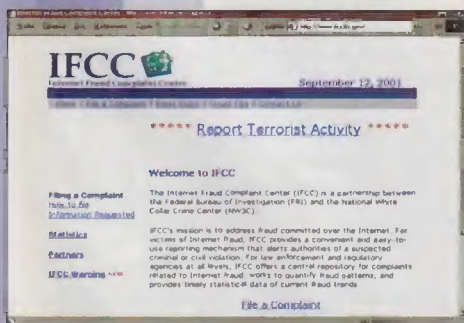 IFCC
Internet Fraud Complaint Center
September 12, 2001
***** Report Terrorist Activity *****
Welcome to IFCC
Filing a Complaint
How to file
Information Requested
Statistics
Partners
IFCC Warning
The Internet Fraud Complaint Center (IFCC) is a partnership between
the Federal Bureau of Investigation (FBI) and the National White
Collar Crime Center (NW3C).
IFCC's mission is to address fraud committed over the Internet. For
victims of Internet fraud, IFCC provides a convenient and easy-to-
use reporting mechanism that alerts authorities of a suspected
criminal or civil violation. For law enforcement and regulatory
agencies at all levels, IFCC offers a central repository for complaints
related to Internet fraud, works to quantify fraud patterns, and
provides timely statistical data of current fraud trends
File a Complaint